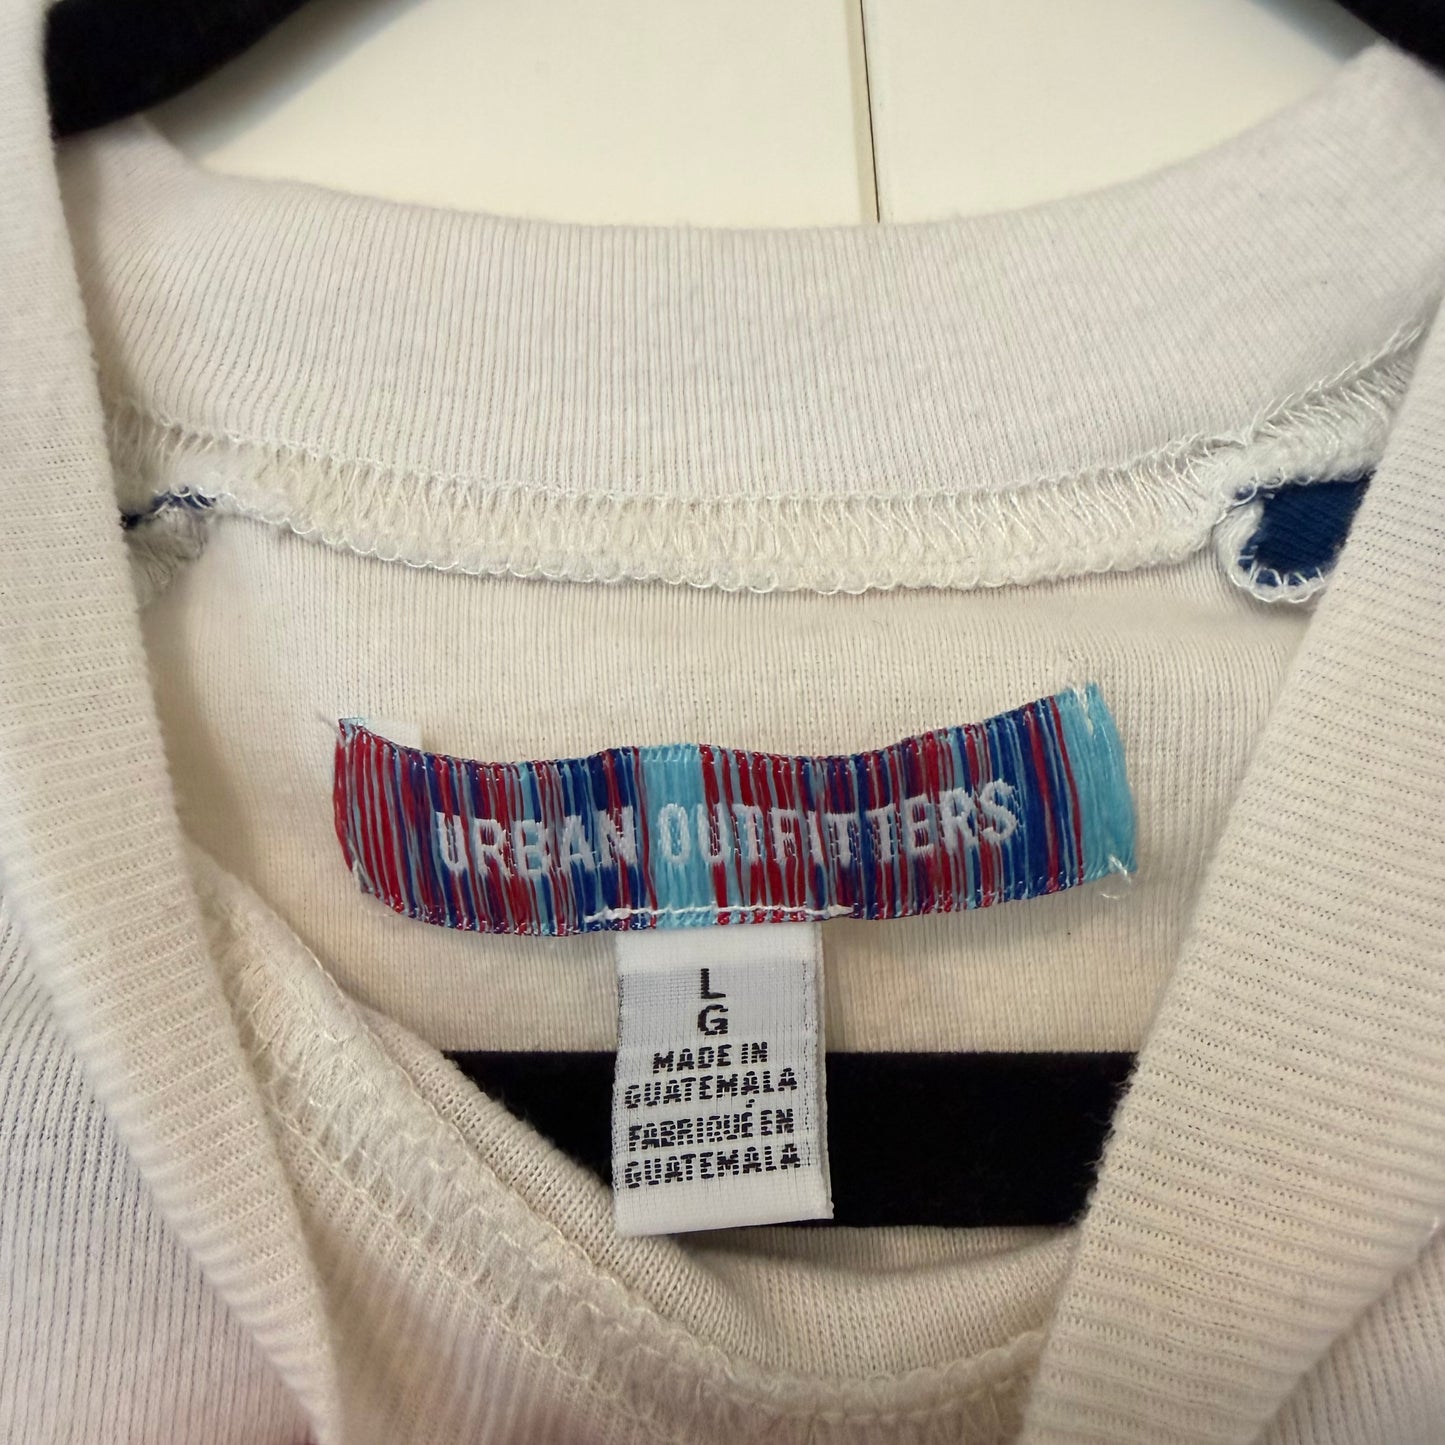 URBAN OUTFITTERS
L
G
MADE IN
GUATEMALA
FABRIQUÉ EN
GUATEMALA